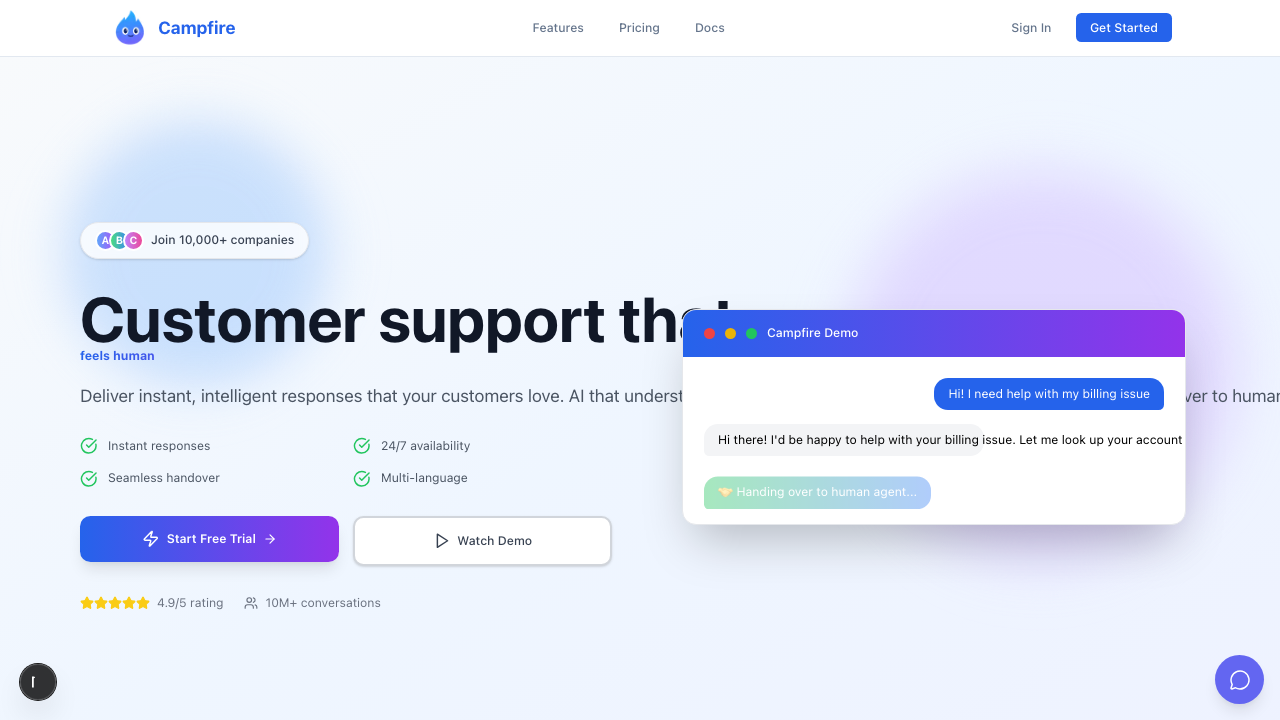 Campfire
Features
Pricing
Docs
Sign In
Get Started
A B C Join 10,000+ companies
Customer support that
feels human
Deliver instant, intelligent responses that your customers love. AI that underst
ver to human
Instant responses
24/7 availability
Seamless handover
Multi-language
Start Free Trial
Watch Demo
4.9/5 rating
10M+ conversations
Campfire Demo
Hi! I need help with my billing issue
Hi there! I'd be happy to help with your billing issue. Let me look up your account
🤝 Handing over to human agent...